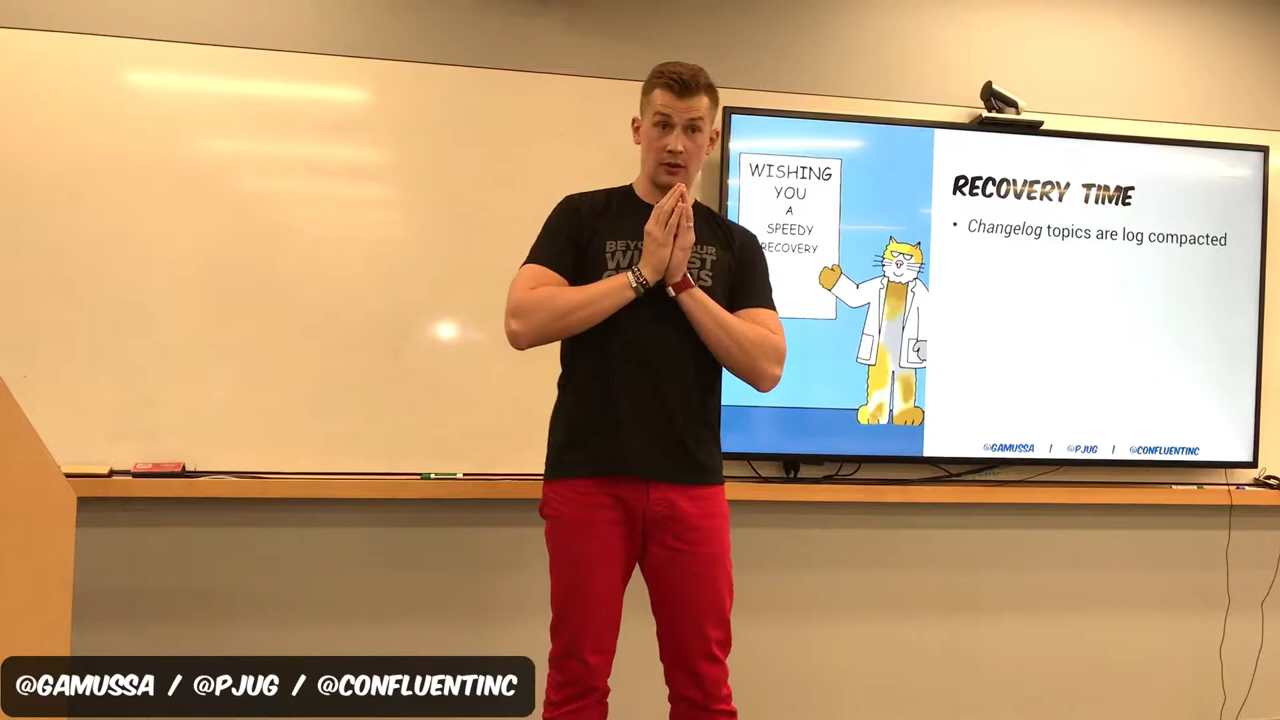 WISHING
YOU
A
SPEEDY
RECOVERY
RECOVERY TIME
• Changelog topics are log compacted
@GAMUSSA / @PJUG / @CONFLUENTINC
@GAMUSSA / @PJUG / @CONFLUENTINC